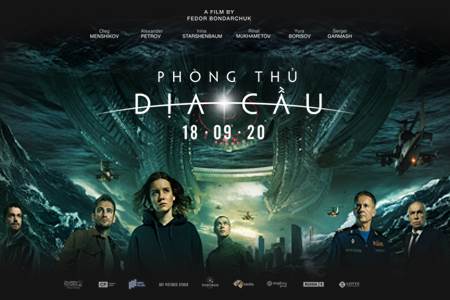 A FILM BY
FEDOR BONDARCHUK
Oleg MENSHIKOV
Alexander PETROV
Irina STARSHENBAUM
Rinal MUKHAMETOV
Yura BORISOV
Sergei GARMASH
PHÒNG THỦ
ĐỊA CẦU
18·09·20